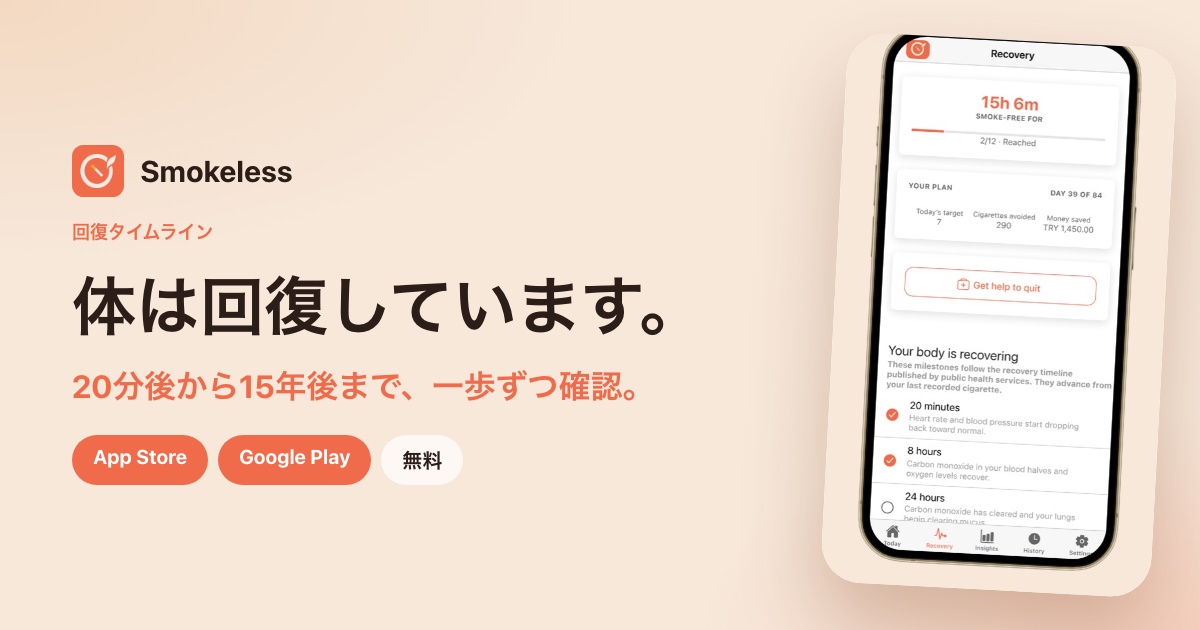 Smokeless
回復タイムライン
体は回復しています。
20分後から15年後まで、一歩ずつ確認。
App Store
Google Play
無料
Recovery
15h 6m
SMOKE-FREE FOR
2/12 · Reached
YOUR PLAN
DAY 39 OF 84
Today's target
7
Cigarettes avoided
290
Money saved
TRY 1,450.00
Get help to quit
Your body is recovering
These milestones follow the recovery timeline
published by public health services. They advance from
your last recorded cigarette.
20 minutes
Heart rate and blood pressure start dropping
back toward normal.
8 hours
Carbon monoxide in your blood halves and
oxygen levels recover.
24 hours
Carbon monoxide has cleared and your lungs
begin clearing mucus.
Today
Recovery
Insights
History
Settings